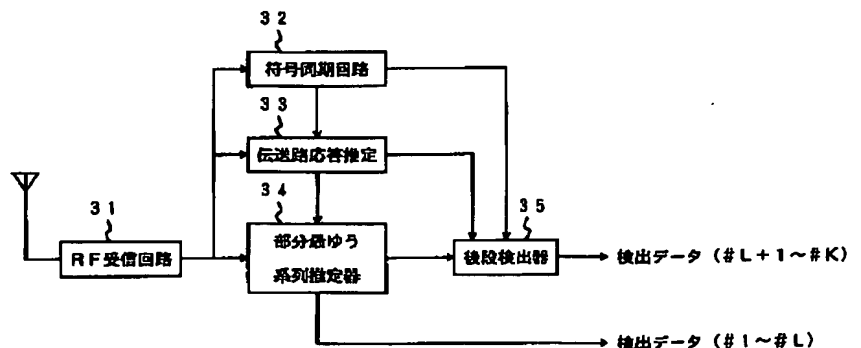 ３２
符号同期回路
３３
伝送路応答推定
３４
３１
３５
部分最ゆう
系列推定器
ＲＦ受信回路
後段検出器
検出データ（＃Ｌ＋１～＃Ｋ）
検出データ（＃１～＃Ｌ）